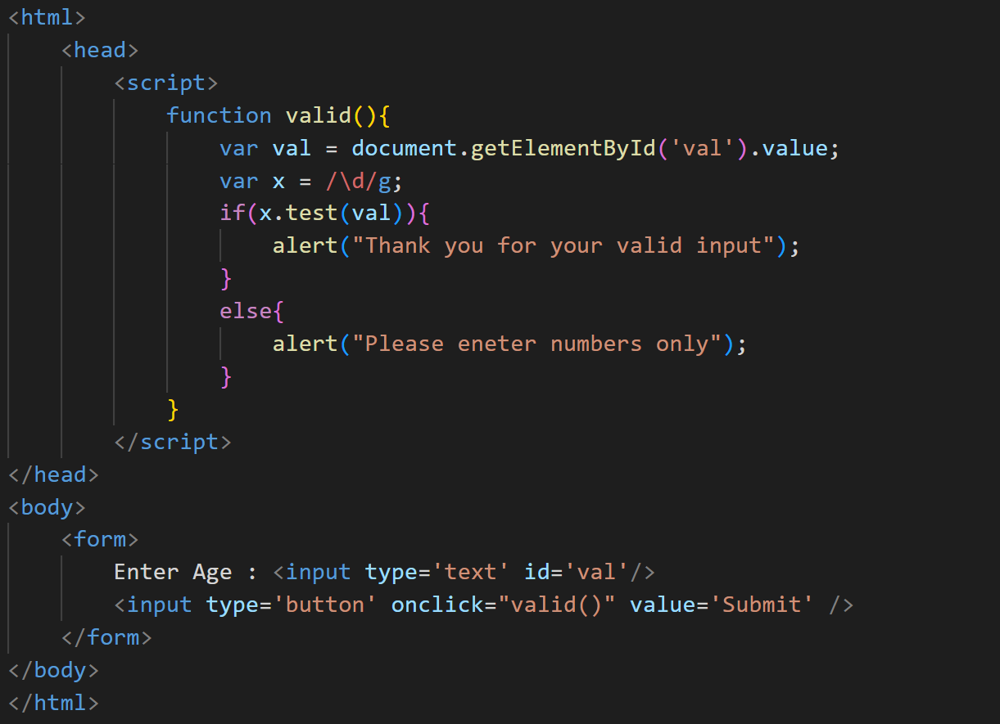 <html>
<head>
<script>
function valid(){
var val = document.getElementById('val').value;
var x = /\d/g;
if(x.test(val)){
alert("Thank you for your valid input");
}
else{
alert("Please eneter numbers only");
}
}
</script>
</head>
<body>
<form>
Enter Age : <input type='text' id='val'/>
<input type='button' onclick="valid()" value='Submit' />
</form>
</body>
</html>